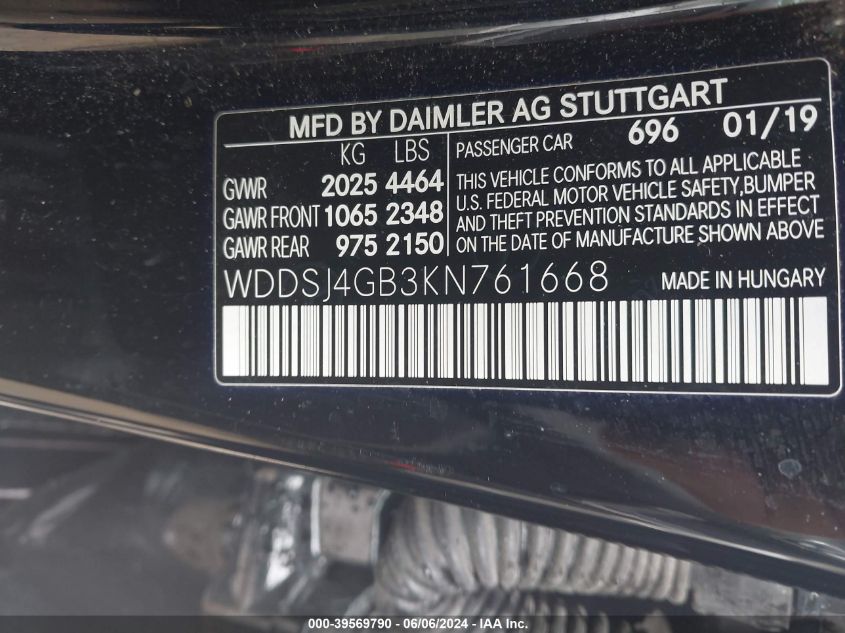 MFD BY DAIMLER AG STUTTGART
KG LBS
GVWR 2025 4464
GAWR FRONT 1065 2348
GAWR REAR 975 2150
PASSENGER CAR 696 01/19
THIS VEHICLE CONFORMS TO ALL APPLICABLE
U.S. FEDERAL MOTOR VEHICLE SAFETY,BUMPER
AND THEFT PREVENTION STANDARDS IN EFFECT
ON THE DATE OF MANUFACTURE SHOWN ABOVE
WDDSJ4GB3KN761668 MADE IN HUNGARY
000-39569790 - 06/06/2024 - IAA Inc.